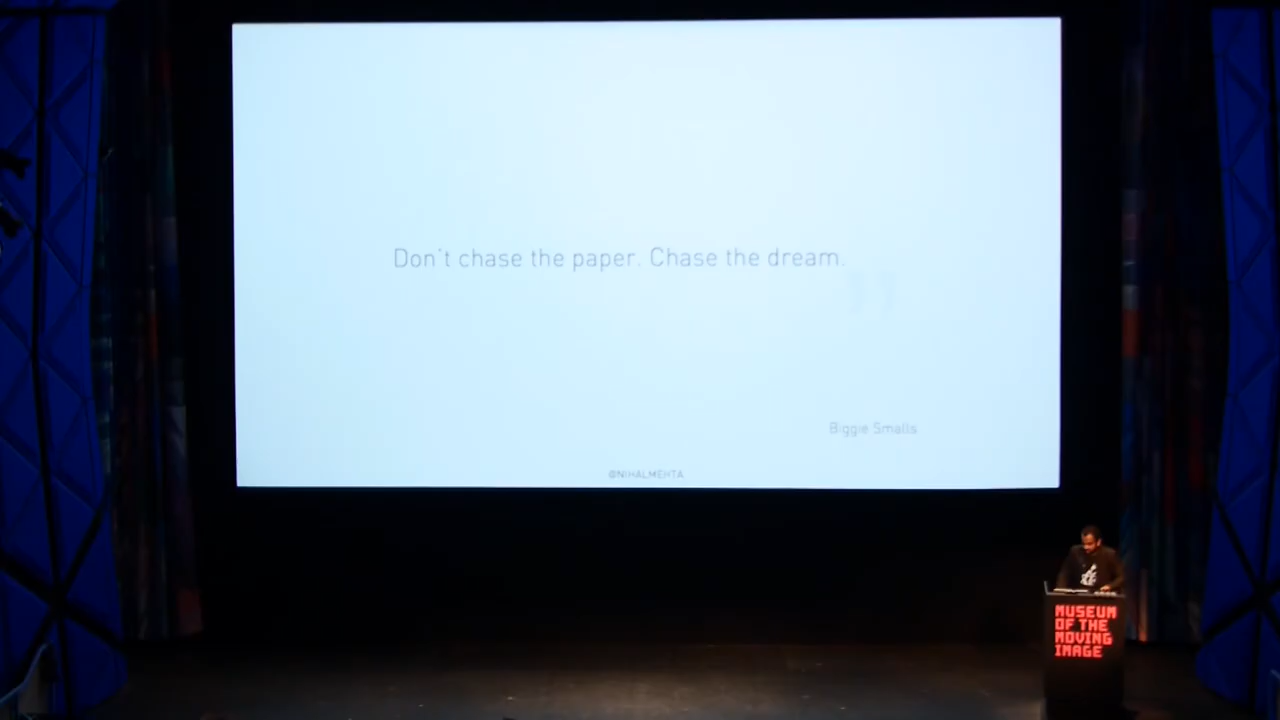 Don't chase the paper. Chase the dream.
”
Biggie Smalls
@NIHALMEHTA
MUSEUM
OF THE
MOVING
IMAGE